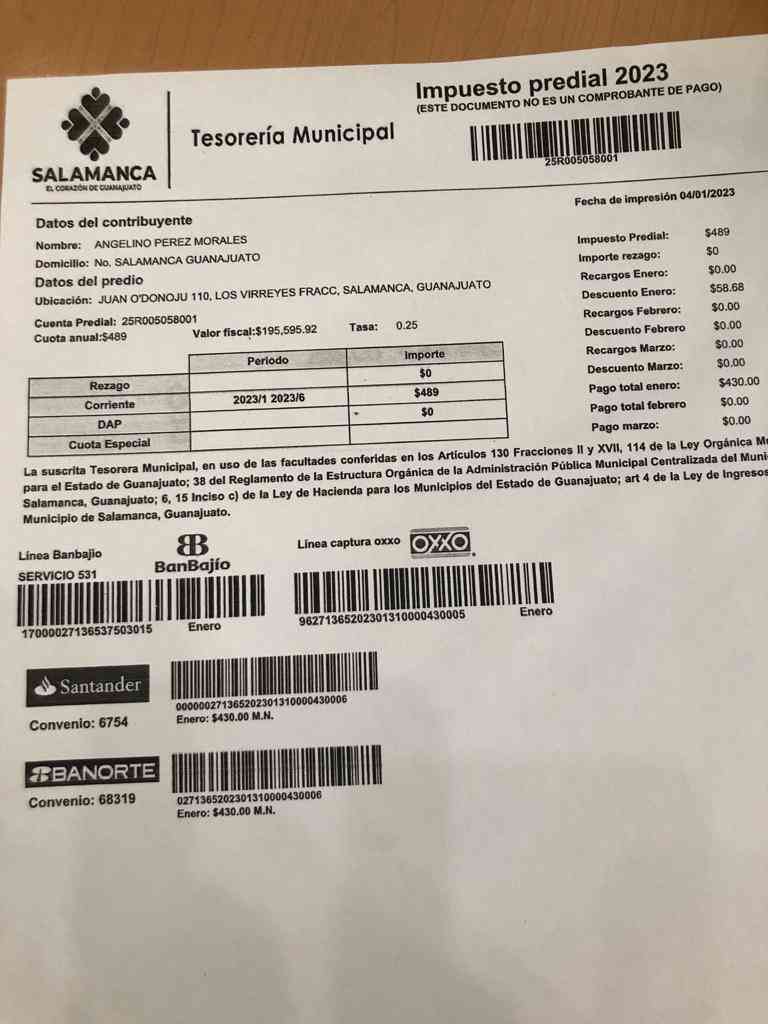 SALAMANCA
EL CORAZÓN DE GUANAJUATO
Tesorería Municipal
Impuesto predial 2023
(ESTE DOCUMENTO NO ES UN COMPROBANTE DE PAGO)
25R005058001
Fecha de impresión 04/01/2023
Datos del contribuyente
Nombre: ANGELINO PEREZ MORALES
Domicilio: No. SALAMANCA GUANAJUATO
Datos del predio
Ubicación: JUAN O'DONOJU 110, LOS VIRREYES FRACC, SALAMANCA, GUANAJUATO
Cuenta Predial: 25R005058001
Cuota anual:$489 Valor fiscal:$195,595.92 Tasa: 0.25
Impuesto Predial: $489
Importe rezago: $0
Recargos Enero: $0.00
Descuento Enero: $58.68
Recargos Febrero: $0.00
Descuento Febrero $0.00
Recargos Marzo: $0.00
Descuento Marzo: $0.00
Pago total enero: $430.00
Pago total febrero $0.00
Pago marzo: $0.00
Periodo Importe
Rezago $0
Corriente 2023/1 2023/6 $489
DAP $0
Cuota Especial
La suscrita Tesorera Municipal, en uso de las facultades conferidas en los Artículos 130 Fracciones II y XVII, 114 de la Ley Orgánica
para el Estado de Guanajuato; 38 del Reglamento de la Estructura Orgánica de la Administración Pública Municipal Centralizada del
Salamanca, Guanajuato; 6, 15 Inciso c) de la Ley de Hacienda para los Municipios del Estado de Guanajuato; art 4 de la Ley de Ingresos
Municipio de Salamanca, Guanajuato.
Línea Banbajio
BanBajío
SERVICIO 531
17000027136537503015
Enero
Linea captura oxxo
OXXO
96271365202301310000430005
Enero
Santander
Convenio: 6754
000000271365202301310000430006
Enero: $430.00 M.N.
BANORTE
Convenio: 68319
0271365202301310000430006
Enero: $430.00 M.N.